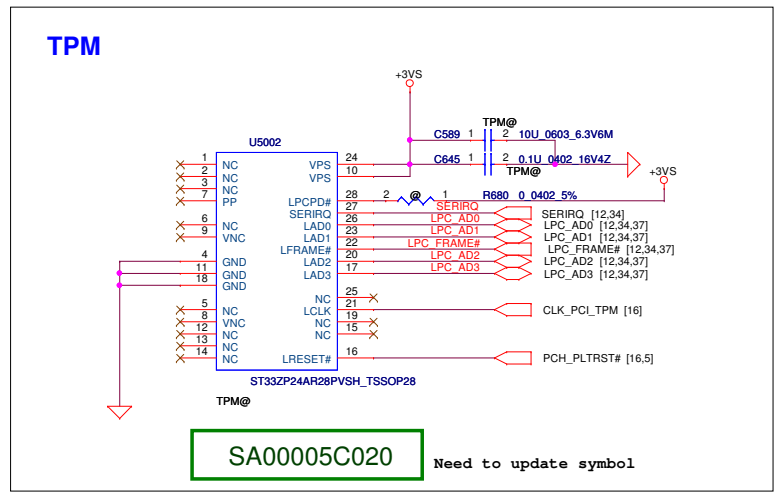 TPM
+3VS
TPM@
C589 1 2 10U_0603_6.3V6M
C645 1 2 0.1U_0402_16V4Z
TPM@
+3VS
U5002
1 NC VPS 24
2 NC VPS 10
3 NC
7 PP LPCPD# 28 2 @ 1 R680 0_0402_5%
SERIRQ 27 SERIRQ SERIRQ [12,34]
6 NC LAD0 26 LPC_AD0 LPC_AD0 [12,34,37]
9 VNC LAD1 23 LPC_AD1 LPC_AD1 [12,34,37]
LFRAME# 22 LPC_FRAME# LPC_FRAME# [12,34,37]
4 GND LAD2 20 LPC_AD2 LPC_AD2 [12,34,37]
11 GND LAD3 17 LPC_AD3 LPC_AD3 [12,34,37]
18 GND
NC 25
5 NC LCLK 21 CLK_PCI_TPM [16]
8 VNC NC 19
12 NC NC 15
13 NC
14 NC LRESET# 16 PCH_PLTRST# [16,5]
ST33ZP24AR28PVSH_TSSOP28
TPM@
SA00005C020 Need to update symbol